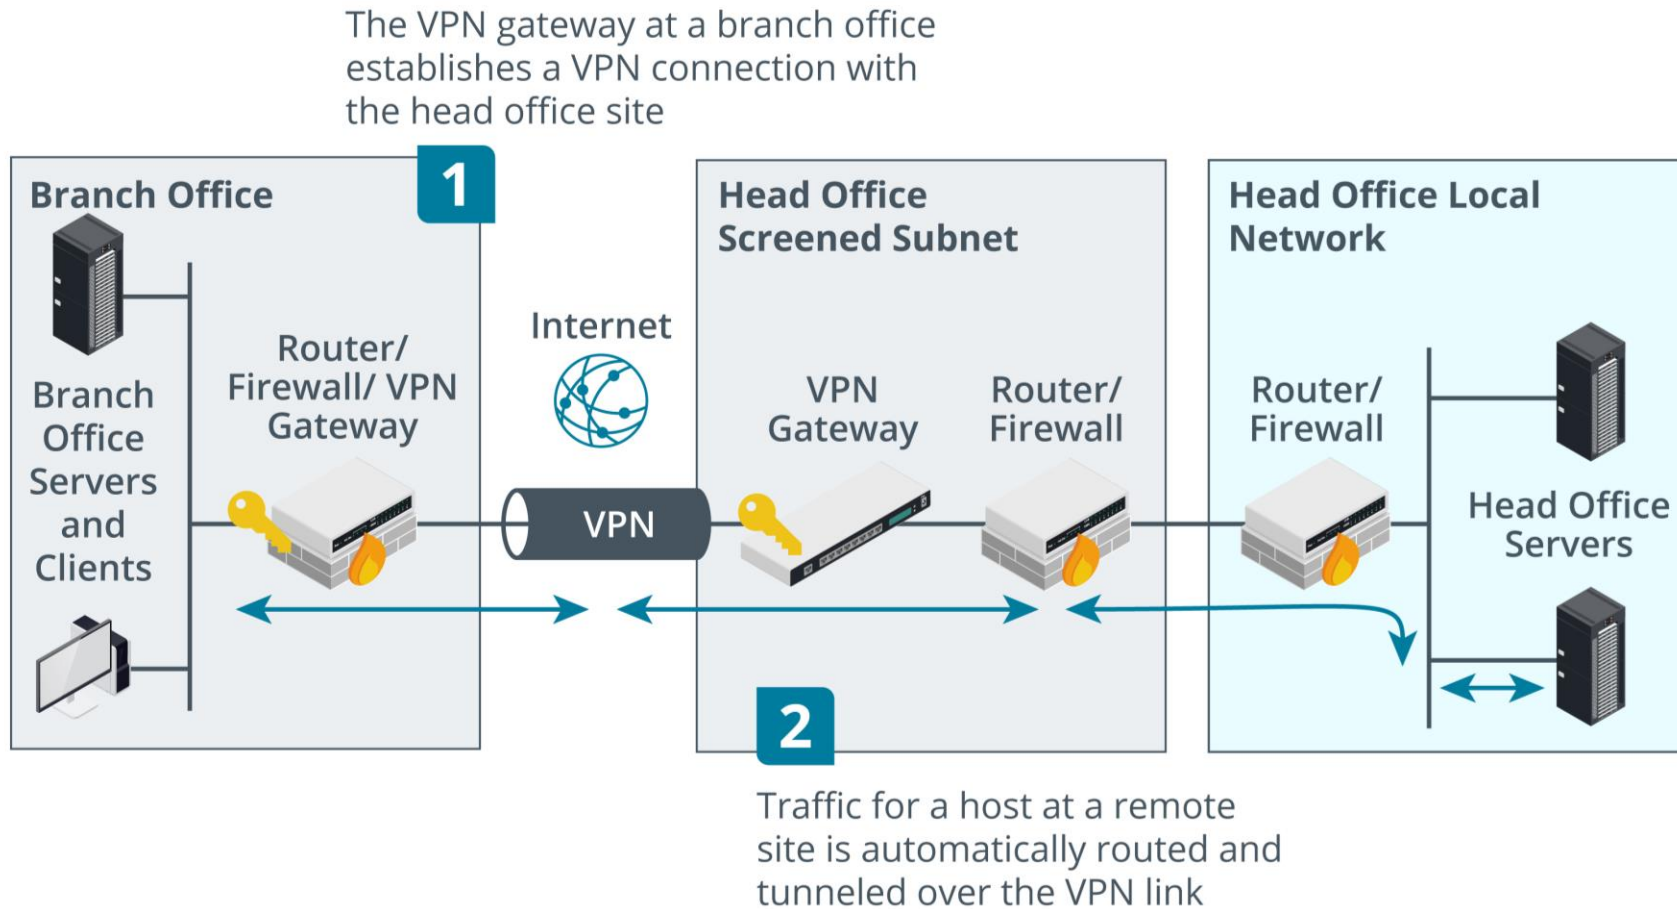 The VPN gateway at a branch office
establishes a VPN connection with
the head office site
1
Branch Office
Branch
Office
Servers
and
Clients
Router/
Firewall/ VPN
Gateway
Internet
VPN
Head Office
Screened Subnet
VPN
Gateway
Router/
Firewall
Head Office Local
Network
Router/
Firewall
Head Office
Servers
2
Traffic for a host at a remote
site is automatically routed and
tunneled over the VPN link